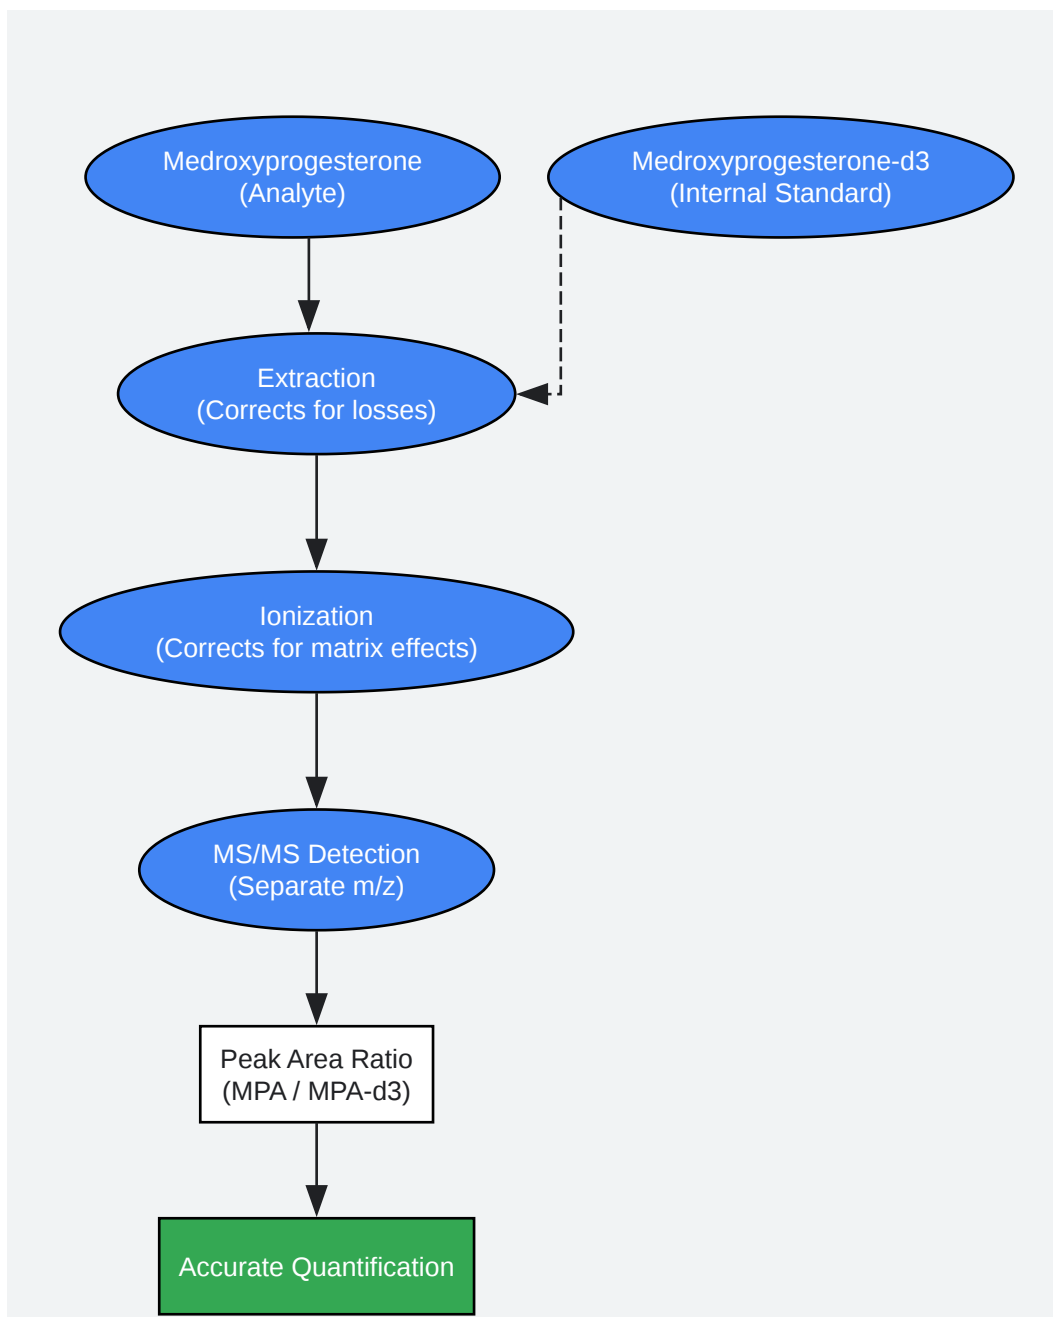 Medroxyprogesterone
(Analyte)
Medroxyprogesterone-d3
(Internal Standard)
Extraction
(Corrects for losses)
Ionization
(Corrects for matrix effects)
MS/MS Detection
(Separate m/z)
Peak Area Ratio
(MPA / MPA-d3)
Accurate Quantification